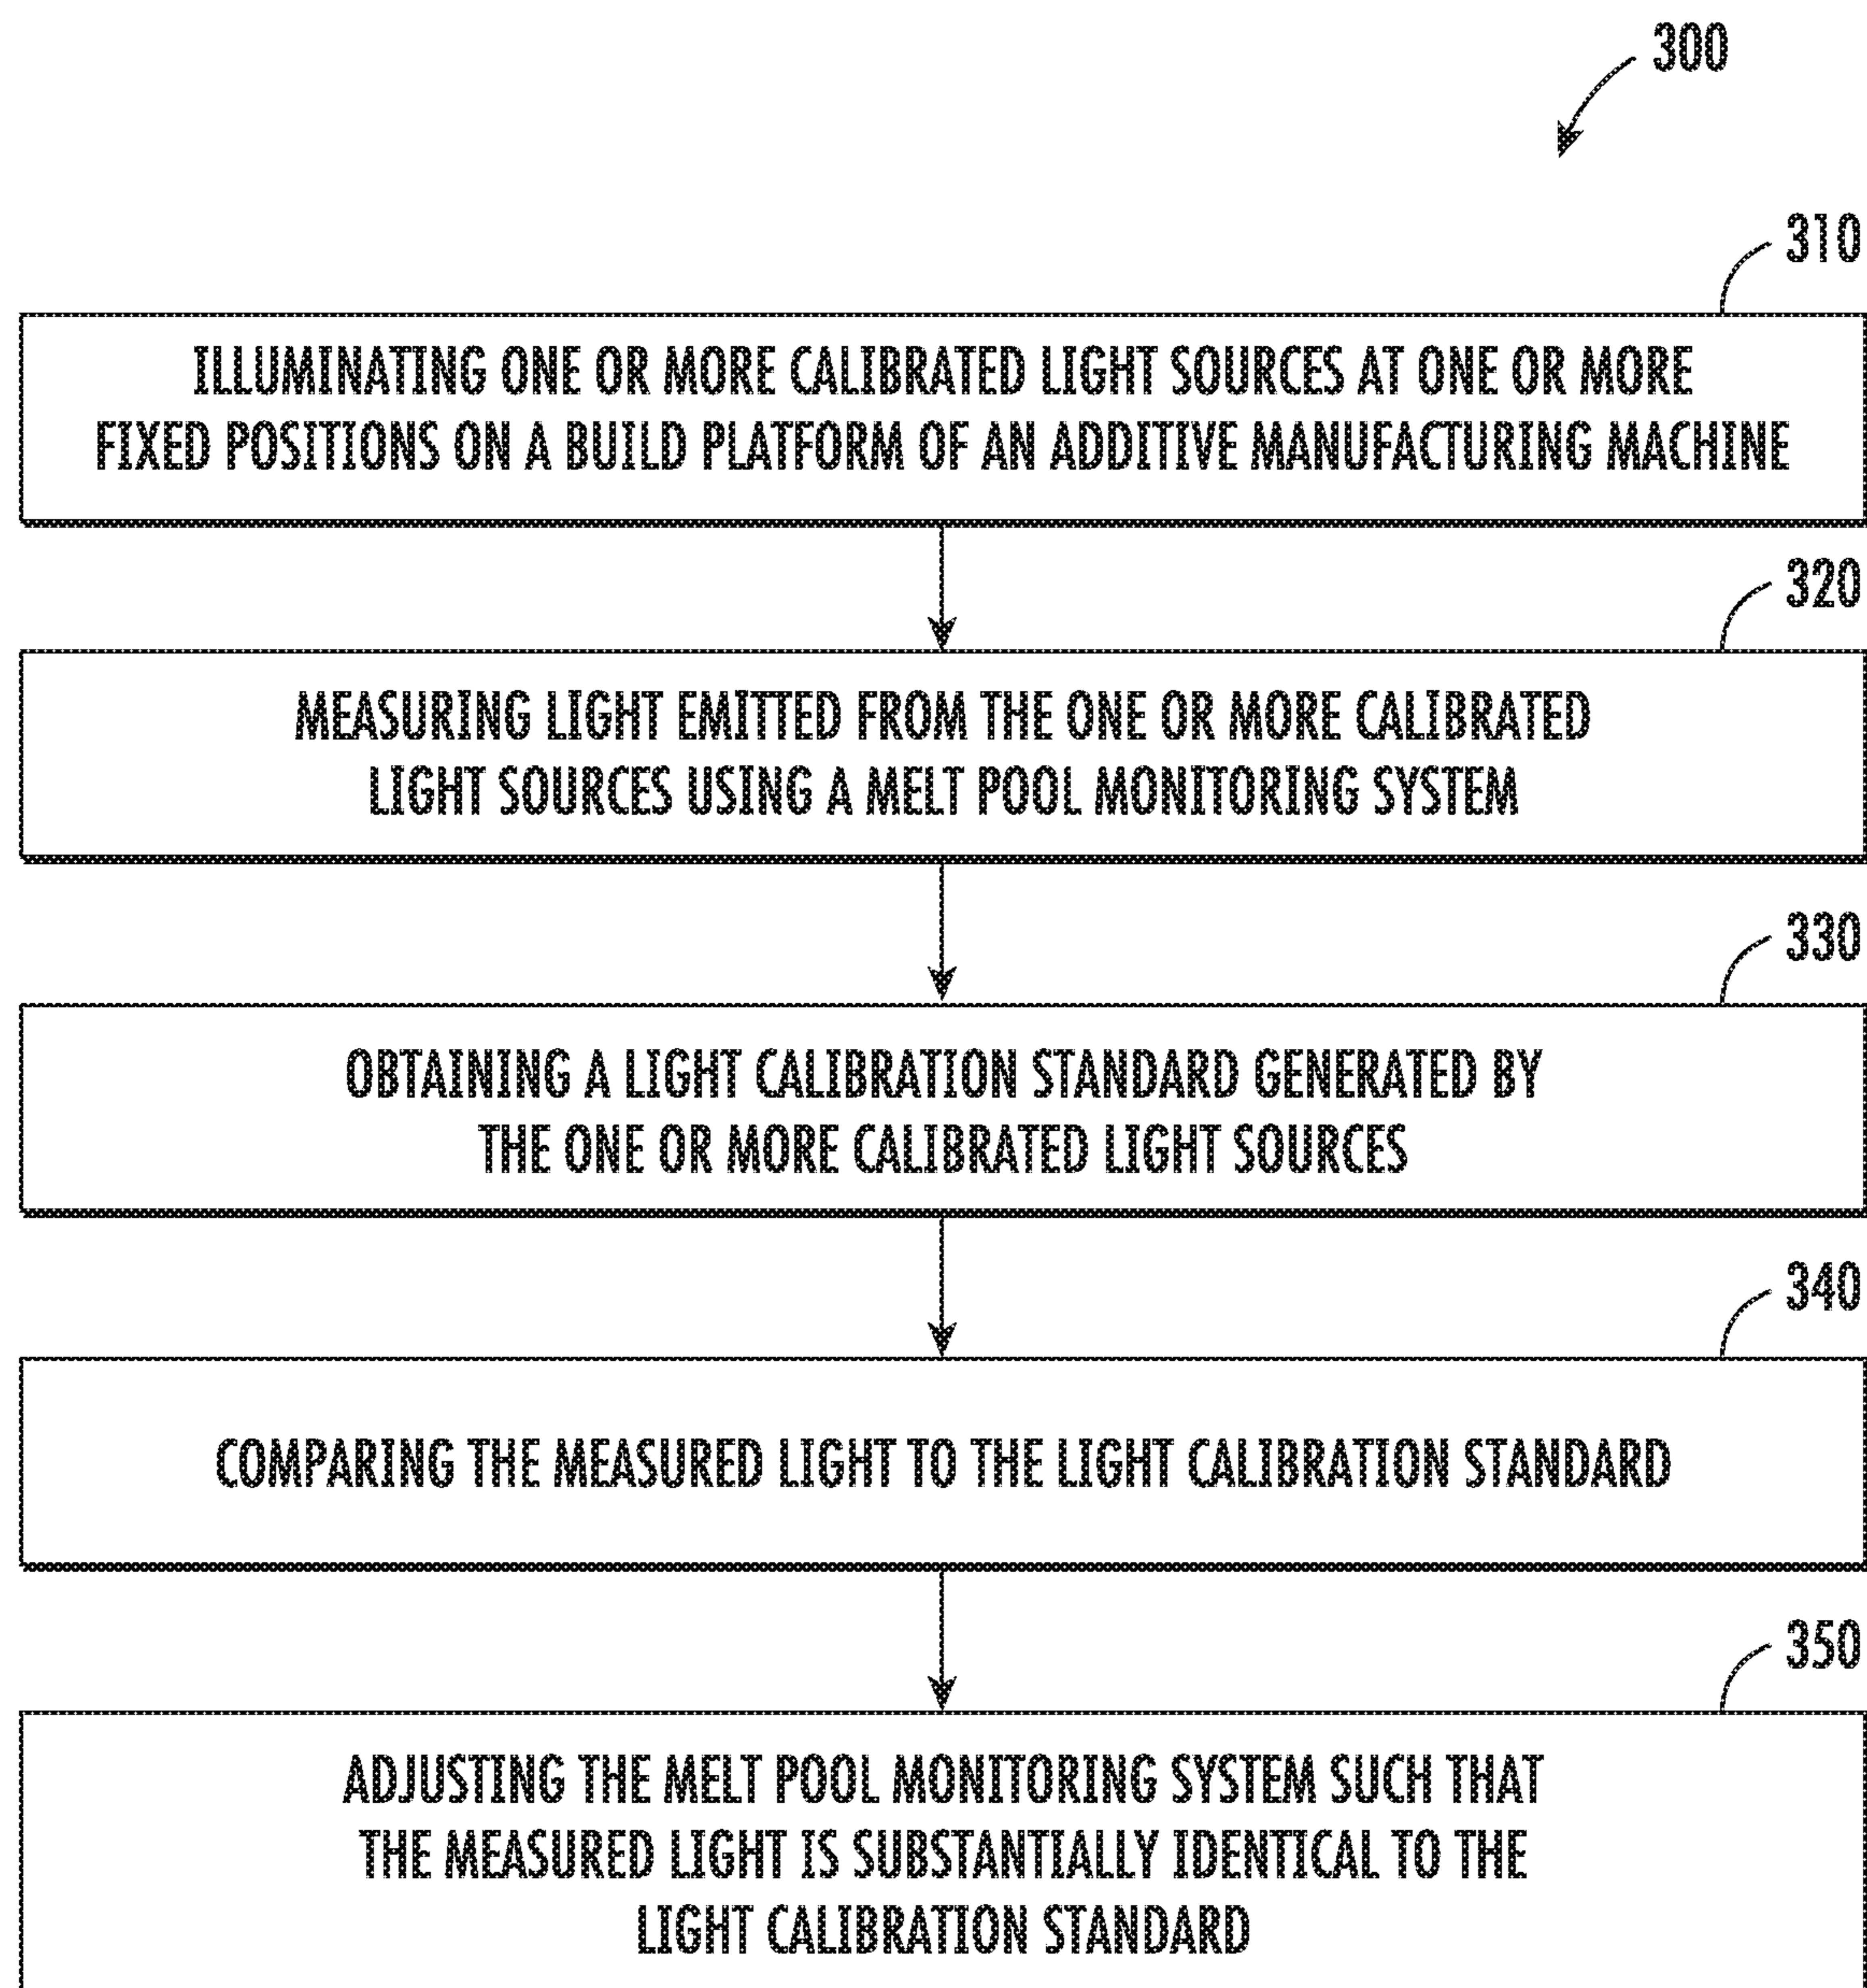 300
310
ILLUMINATING ONE OR MORE CALIBRATED LIGHT SOURCES AT ONE OR MORE
FIXED POSITIONS ON A BUILD PLATFORM OF AN ADDITIVE MANUFACTURING MACHINE
320
MEASURING LIGHT EMITTED FROM THE ONE OR MORE CALIBRATED
LIGHT SOURCES USING A MELT POOL MONITORING SYSTEM
330
OBTAINING A LIGHT CALIBRATION STANDARD GENERATED BY
THE ONE OR MORE CALIBRATED LIGHT SOURCES
340
COMPARING THE MEASURED LIGHT TO THE LIGHT CALIBRATION STANDARD
350
ADJUSTING THE MELT POOL MONITORING SYSTEM SUCH THAT
THE MEASURED LIGHT IS SUBSTANTIALLY IDENTICAL TO THE
LIGHT CALIBRATION STANDARD